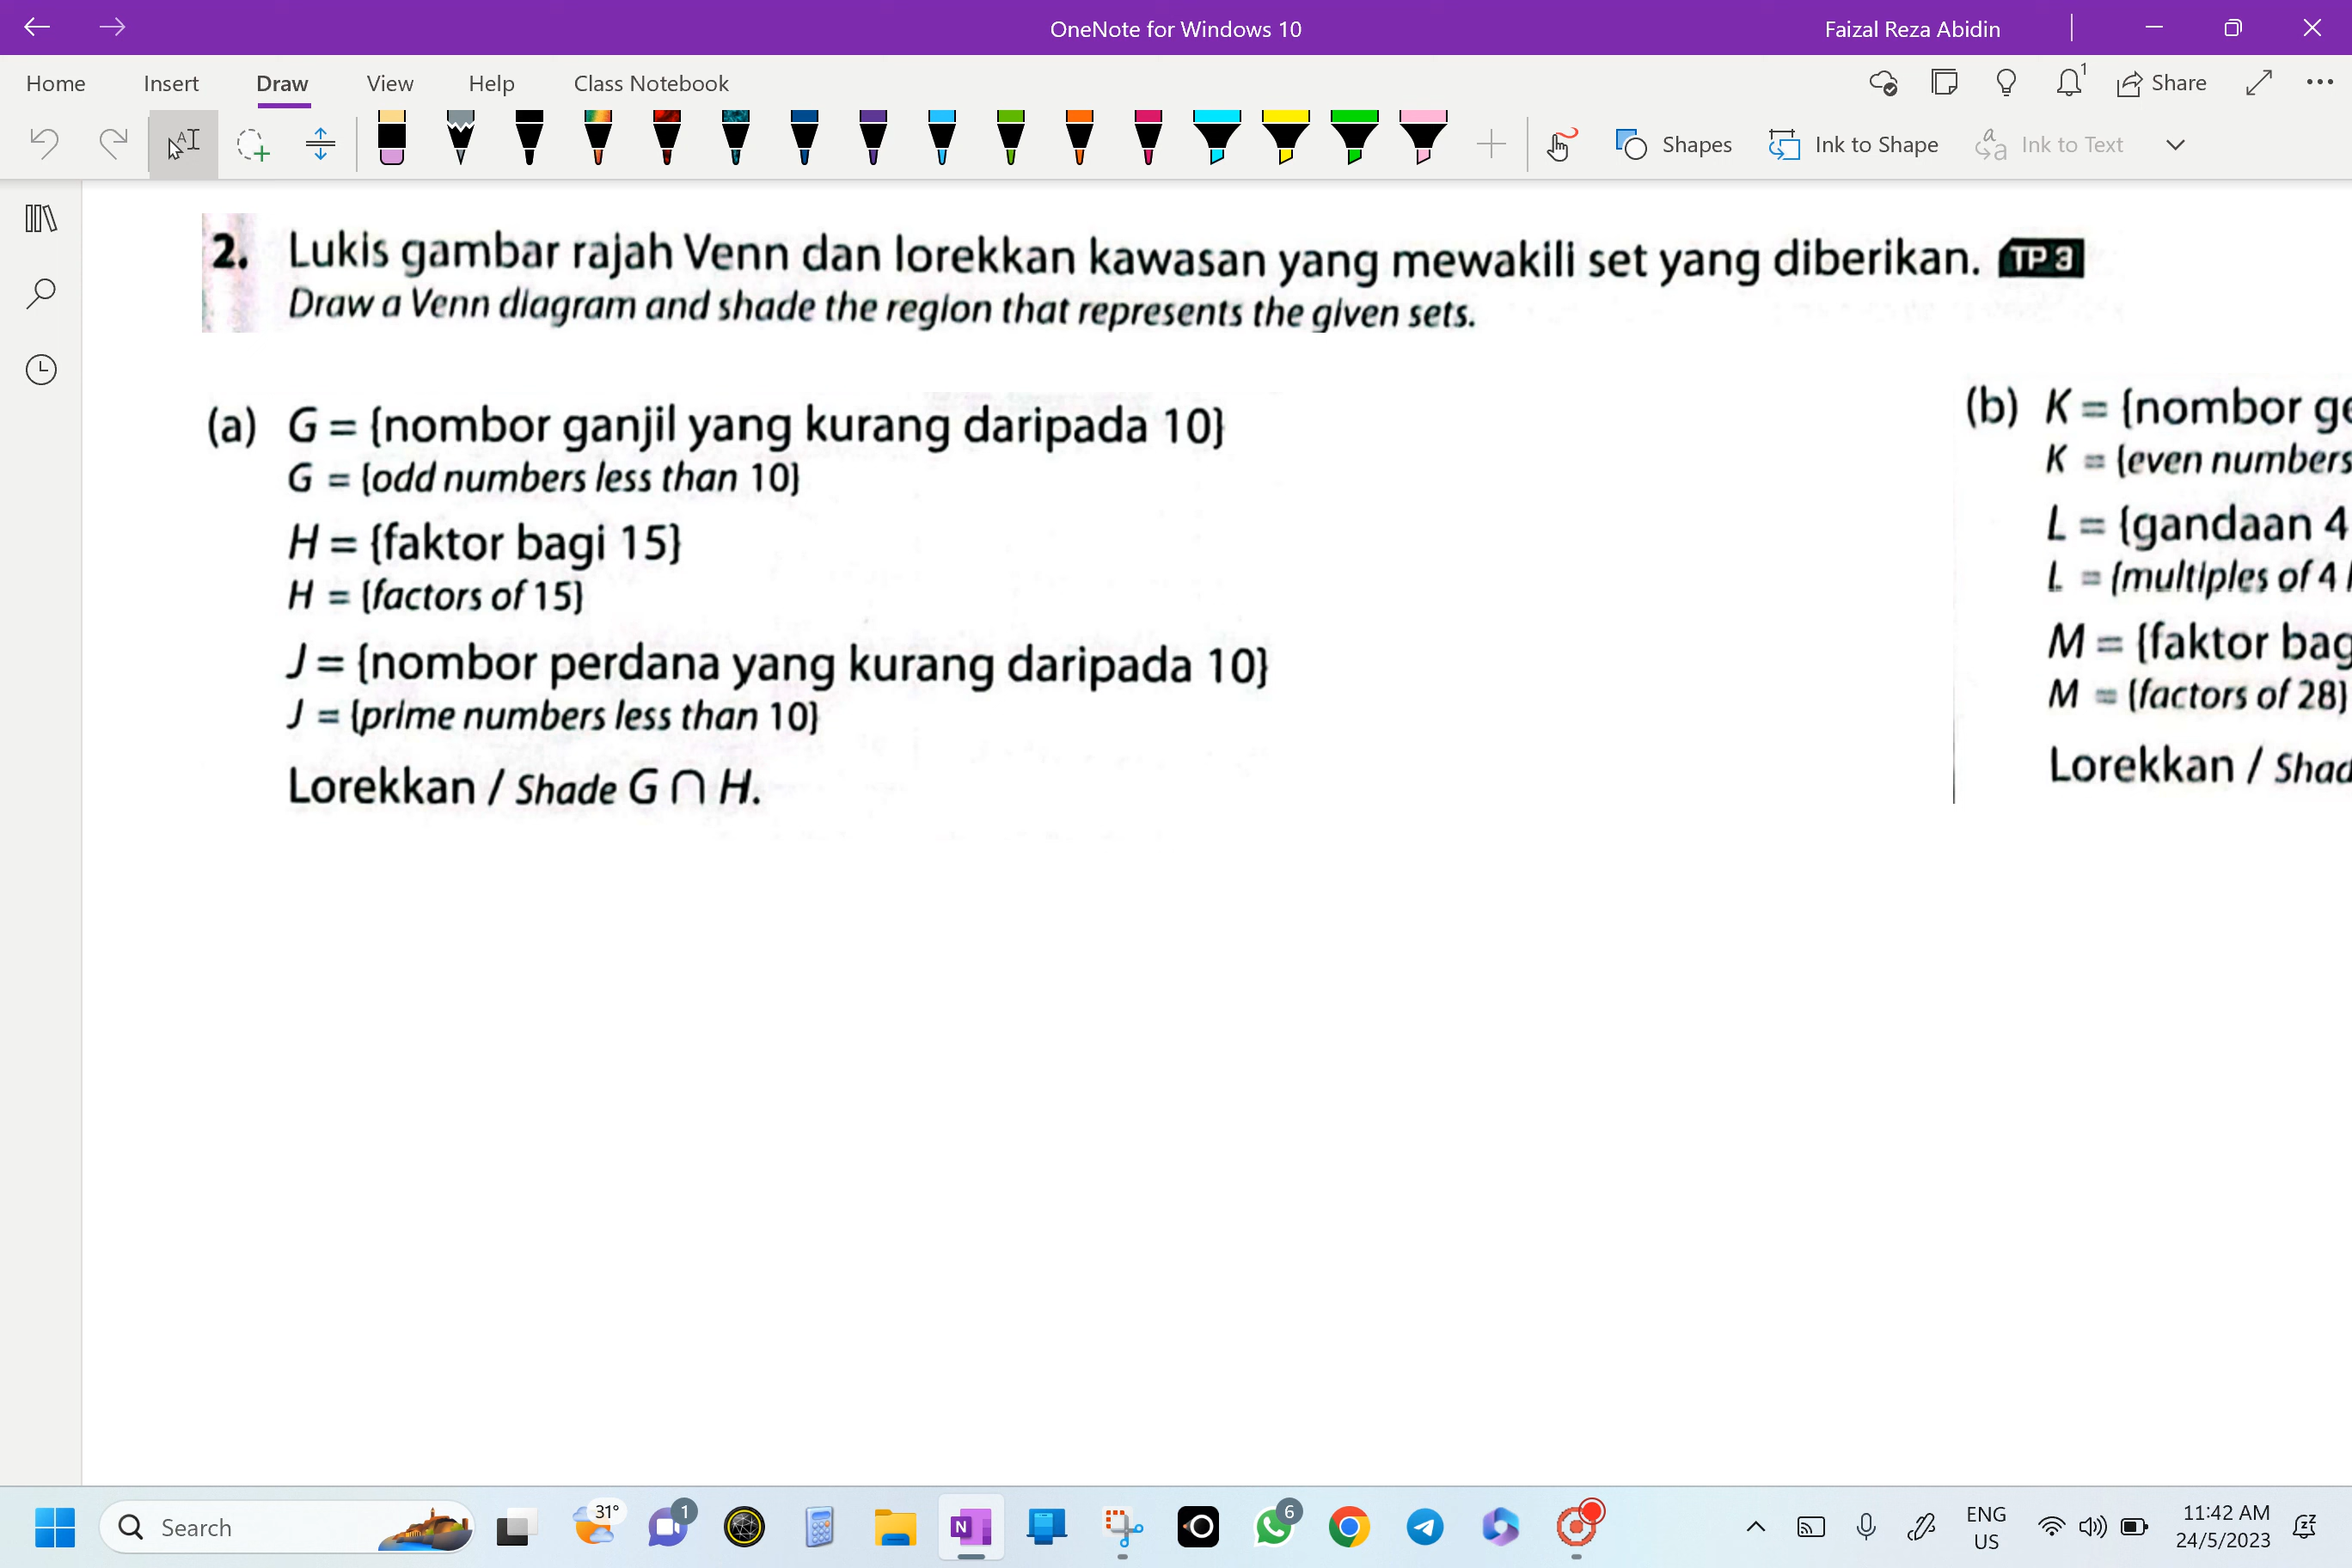 OneNote for Windows 10
Faizal Reza Abidin
Home Insert Draw View Help Class Notebook
1
Share
Shapes Ink to Shape Ink to Text
2. Lukis gambar rajah Venn dan lorekkan kawasan yang mewakili set yang diberikan. TP 3
Draw a Venn diagram and shade the region that represents the given sets.
(a) G = {nombor ganjil yang kurang daripada 10}
G = {odd numbers less than 10}
H = {faktor bagi 15}
H = {factors of 15}
J = {nombor perdana yang kurang daripada 10}
J = {prime numbers less than 10}
Lorekkan / Shade G ∩ H.
(b) K = {nombor ge
K = {even numbers
L = {gandaan 4
L = {multiples of 4
M = {faktor bag
M = {factors of 28}
Lorekkan / Shad
Search
31°
1
6
ENG
US
11:42 AM
24/5/2023